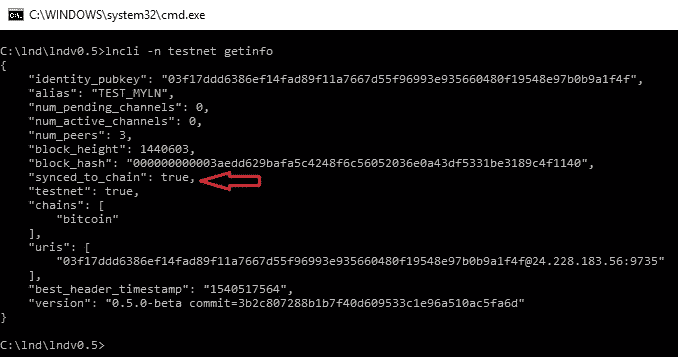 C:\WINDOWS\system32\cmd.exe
C:\lnd\lndv0.5>lncli -n testnet getinfo
{
    "identity_pubkey": "03f17ddd6386ef14fad89f11a7667d55f96993e935660480f19548e97b0b9a1f4f",
    "alias": "TEST_MYLN",
    "num_pending_channels": 0,
    "num_active_channels": 0,
    "num_peers": 3,
    "block_height": 1440603,
    "block_hash": "000000000003aedd629bafa5c4248f6c56052036e0a43df5331be3189c4f1140",
    "synced_to_chain": true,
    "testnet": true,
    "chains": [
        "bitcoin"
    ],
    "uris": [
        "03f17ddd6386ef14fad89f11a7667d55f96993e935660480f19548e97b0b9a1f4f@24.228.183.56:9735"
    ],
    "best_header_timestamp": "1540517564",
    "version": "0.5.0-beta commit=3b2c807288b1b7f40d609533c1e96a510ac5fa6d"
}
C:\lnd\lndv0.5>